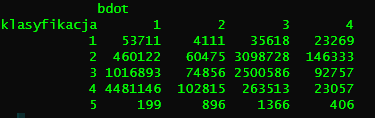 bdot
klasyfikacja 1 2 3 4
1 53711 4111 35618 23269
2 460122 60475 3098728 146333
3 1016893 74856 2500586 92757
4 4481146 102815 263513 23057
5 199 896 1366 406